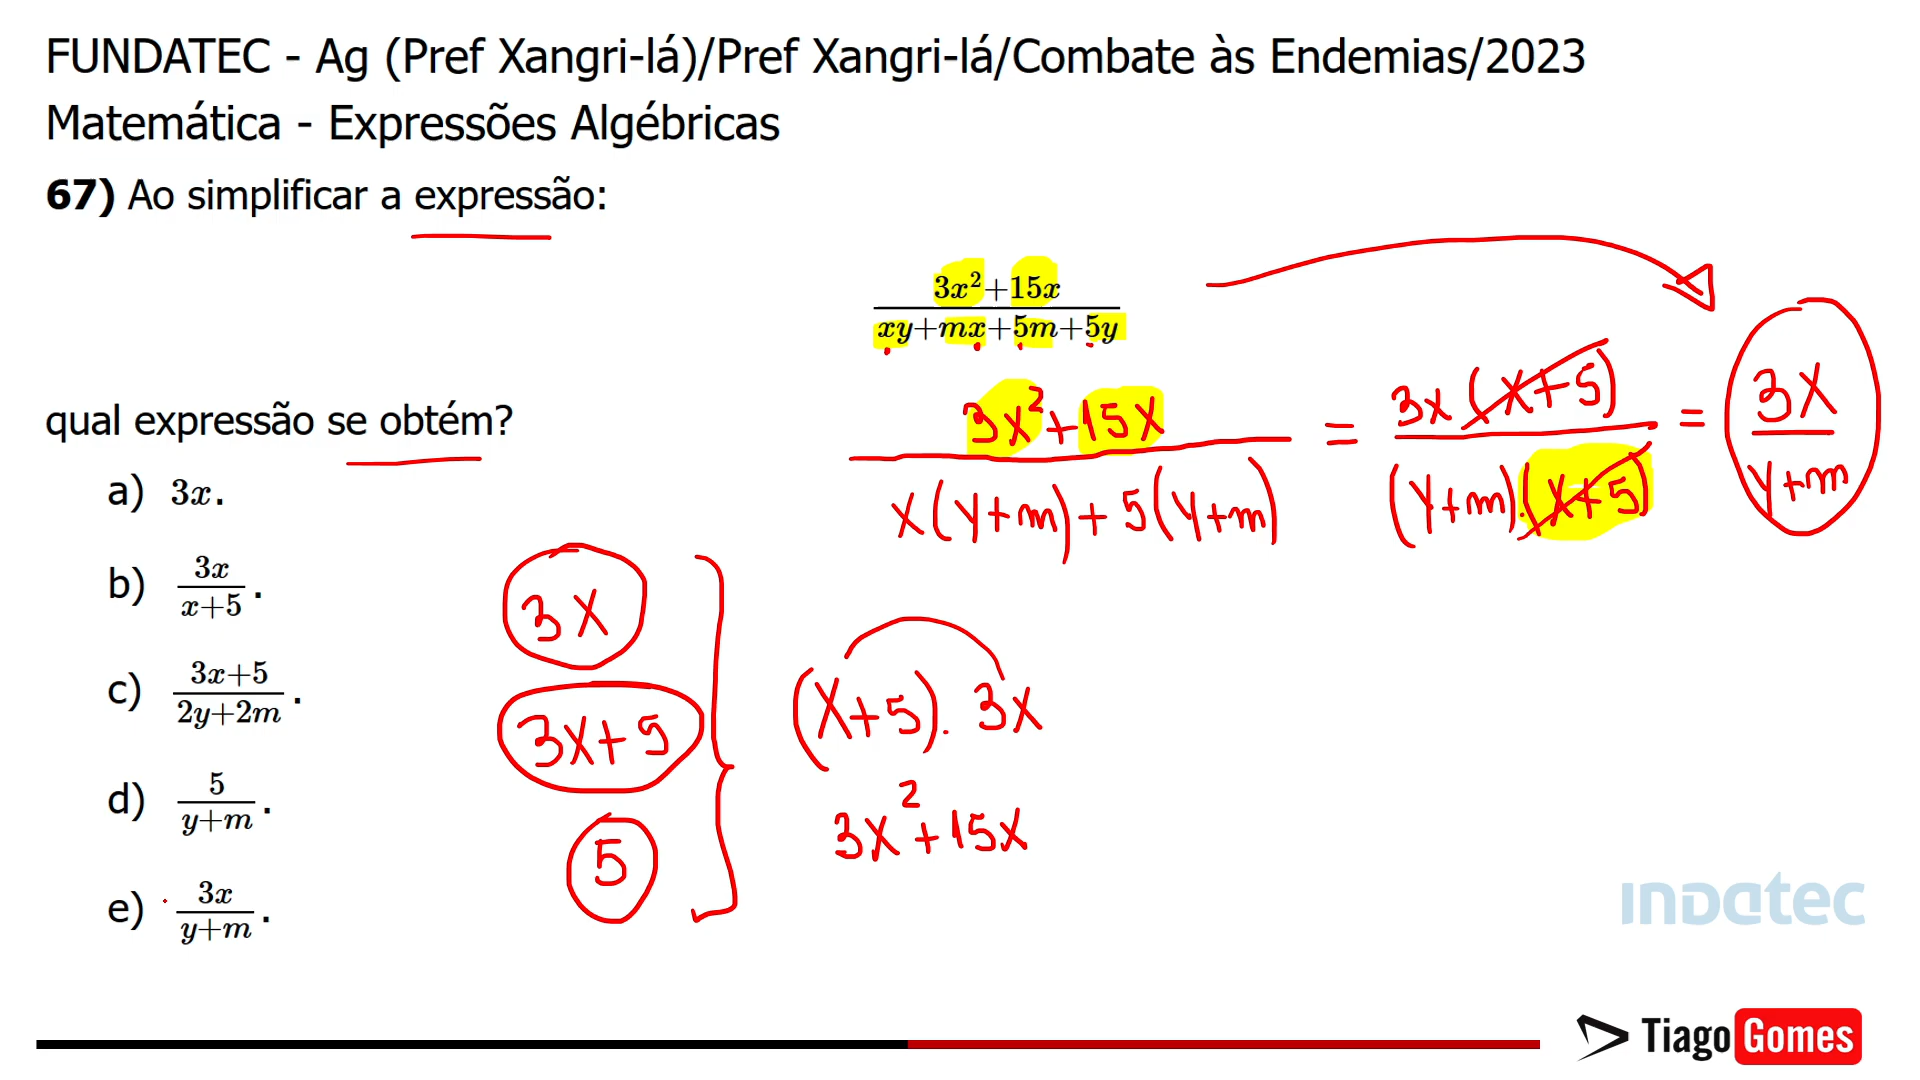 FUNDATEC - Ag (Pref Xangri-lá)/Pref Xangri-lá/Combate às Endemias/2023
Matemática - Expressões Algébricas
67) Ao simplificar a expressão:
3x²+15x
xy+mx+5m+5y
qual expressão se obtém?
3x²+15x
x(y+m)+5(y+m)
=
3x(x+5)
(y+m).(x+5)
=
3x
y+m
a) 3x.
b) 3x
x+5 .
c) 3x+5
2y+2m .
d) 5
y+m .
e) 3x
y+m .
3x
3x+5
5
(x+5).3x
3x²+15x
INDATEC
Tiago Gomes